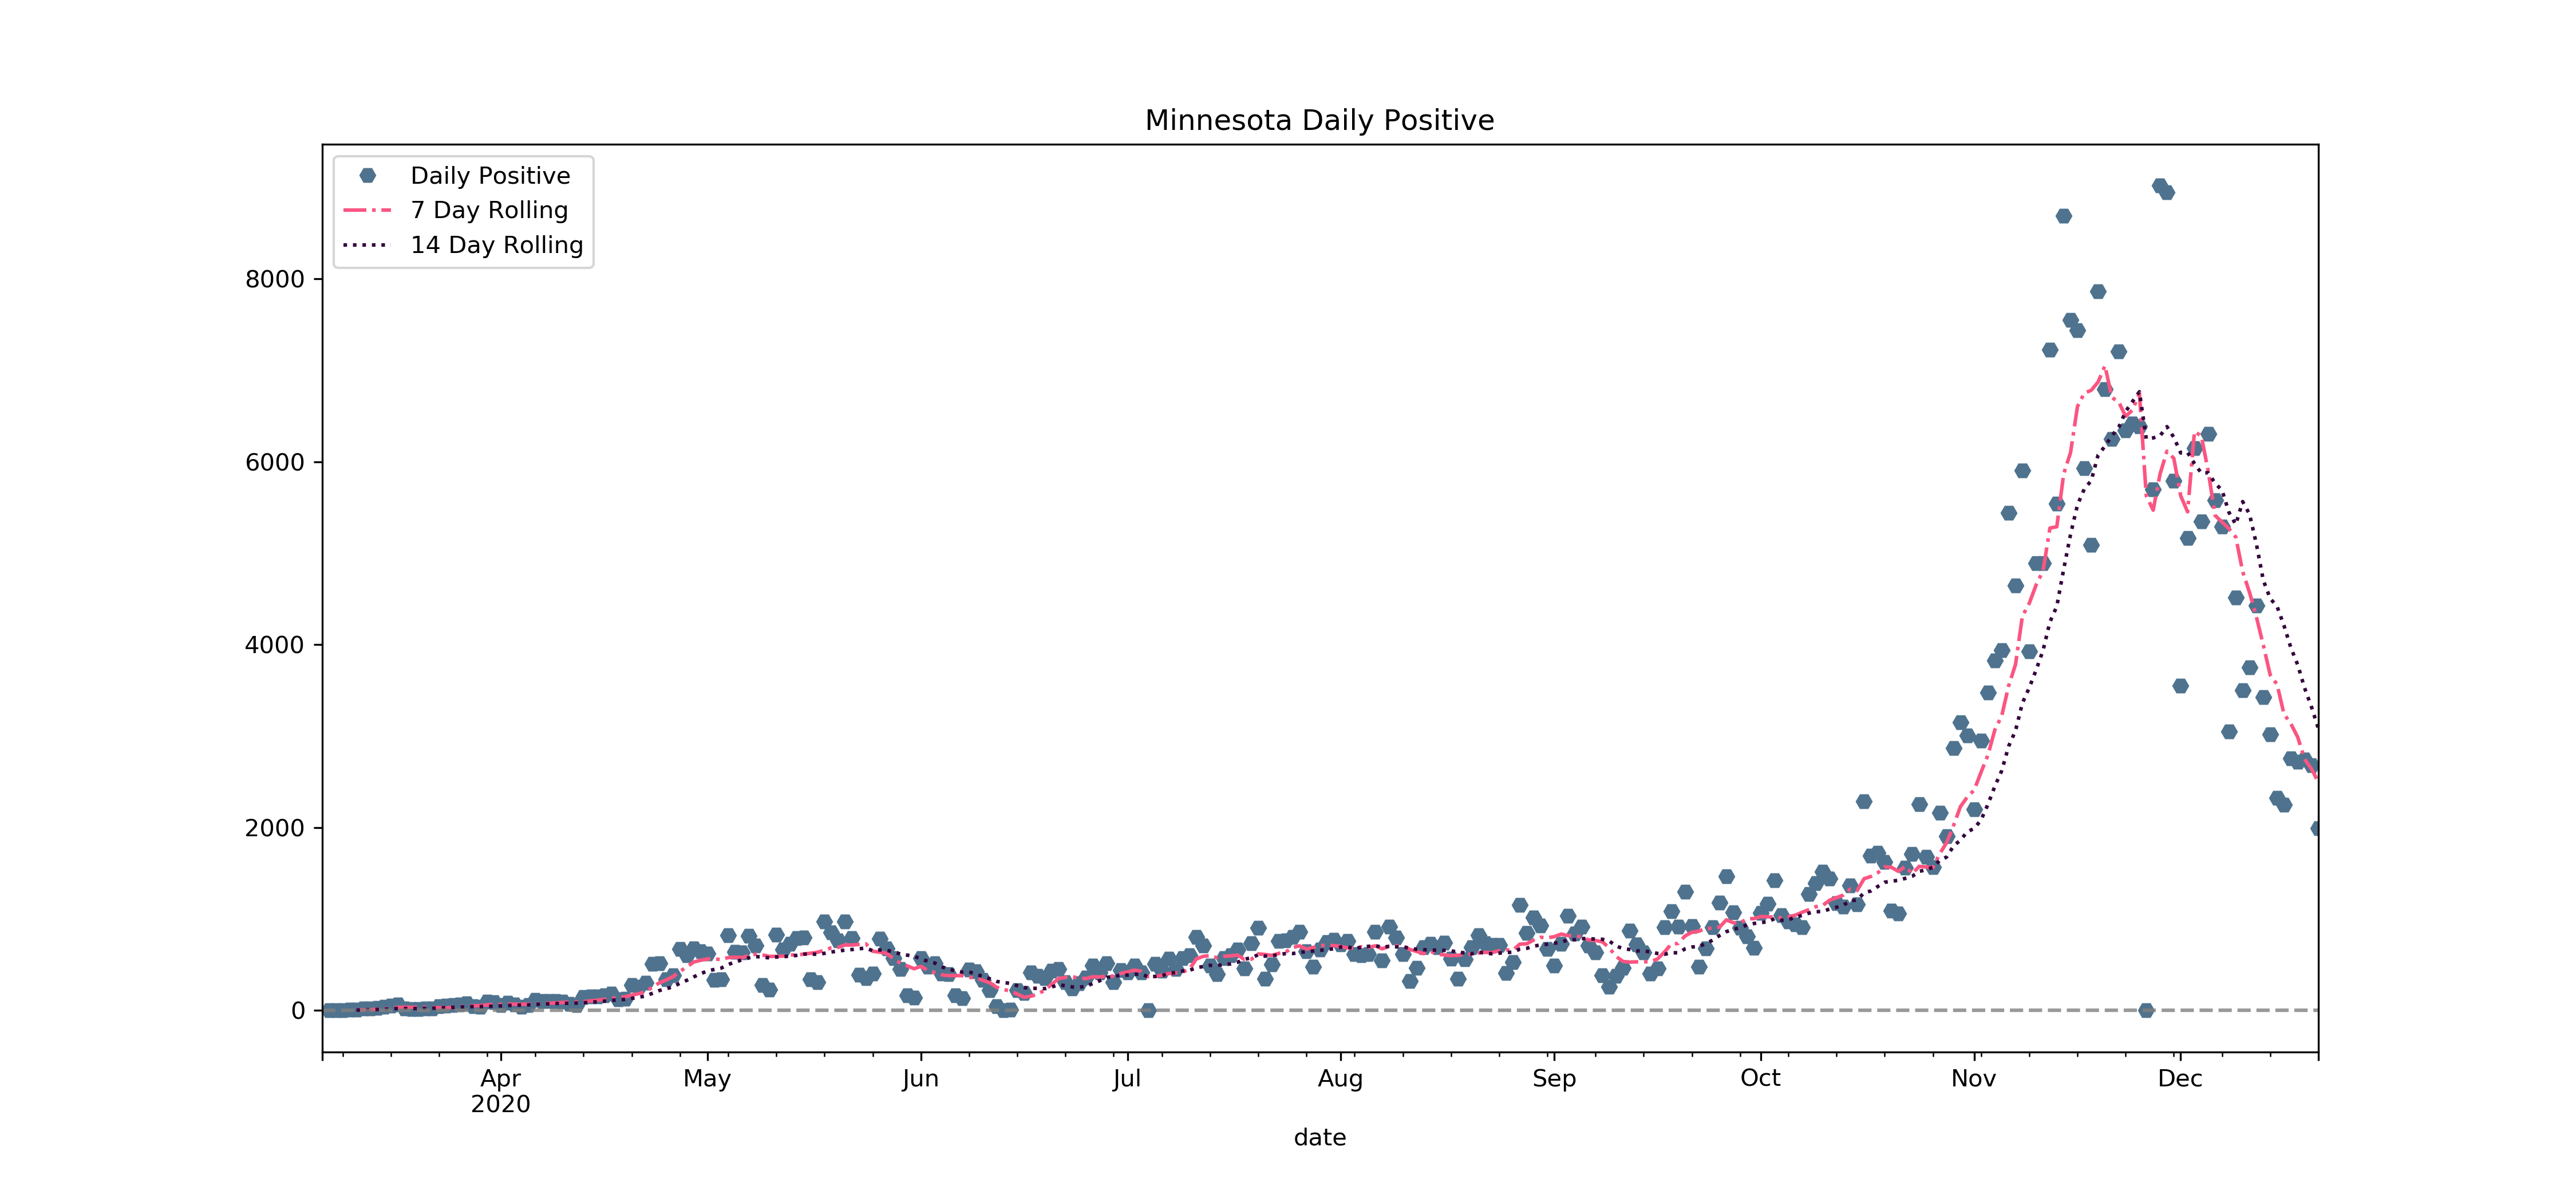 Minnesota Daily Positive
Daily Positive
7 Day Rolling
14 Day Rolling
8000
6000
4000
2000
0
Apr May Jun Jul Aug Sep Oct Nov Dec
2020
date